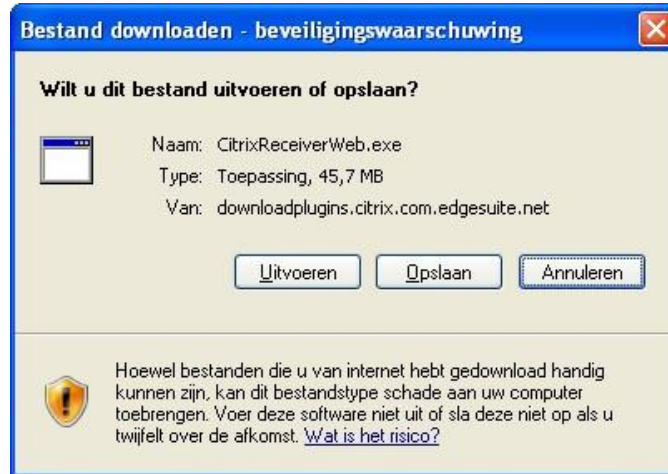 Bestand downloaden - beveiligingswaarschuwing
Wilt u dit bestand uitvoeren of opslaan?
Naam: CitrixReceiverWeb.exe
Type: Toepassing, 45,7 MB
Van: downloadplugins.citrix.com.edgesuite.net
Uitvoeren Opslaan Annuleren
Hoewel bestanden die u van internet hebt gedownload handig
kunnen zijn, kan dit bestandstype schade aan uw computer
toebrengen. Voer deze software niet uit of sla deze niet op als u
twijfelt over de afkomst. Wat is het risico?